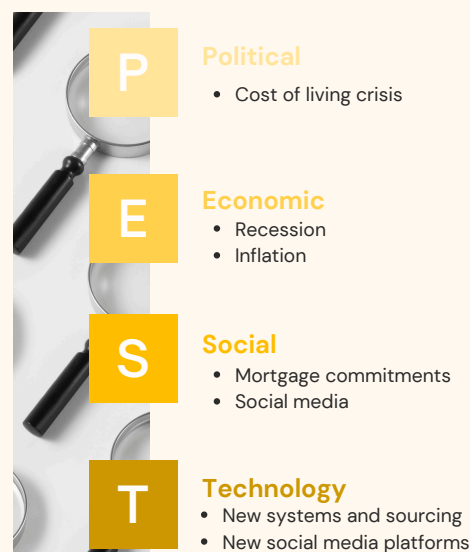 P
Political
• Cost of living crisis
E
Economic
• Recession
• Inflation
S
Social
• Mortgage commitments
• Social media
T
Technology
• New systems and sourcing
• New social media platforms